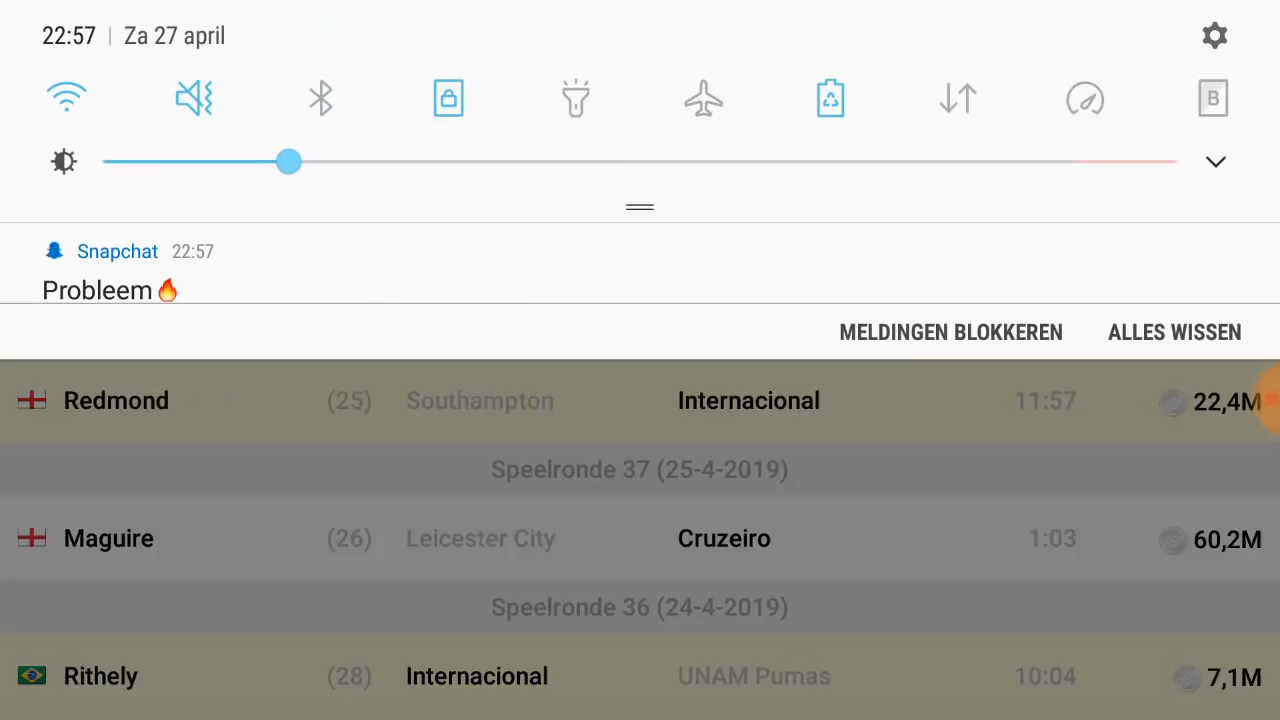 22:57 | Za 27 april
B
Snapchat 22:57
Probleem🔥
MELDINGEN BLOKKEREN ALLES WISSEN
Redmond (25) Southampton Internacional 11:57 22,4M
Speelronde 37 (25-4-2019)
Maguire (26) Leicester City Cruzeiro 1:03 60,2M
Speelronde 36 (24-4-2019)
Rithely (28) Internacional UNAM Pumas 10:04 7,1M